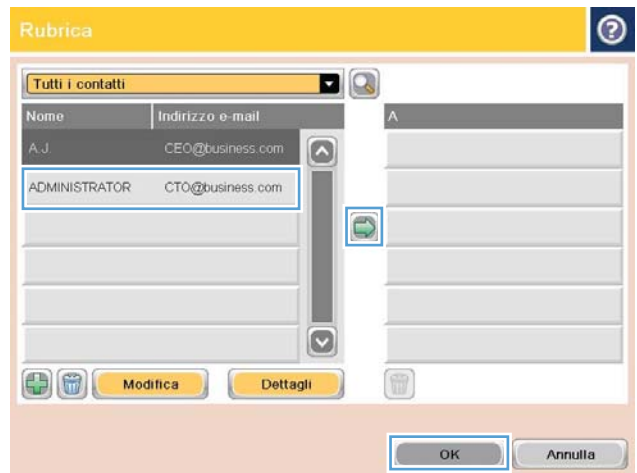 Rubrica
Tutti i contatti
Nome Indirizzo e-mail A
A.J. CEO@business.com
ADMINISTRATOR CTO@business.com
Modifica Dettagli
OK Annulla